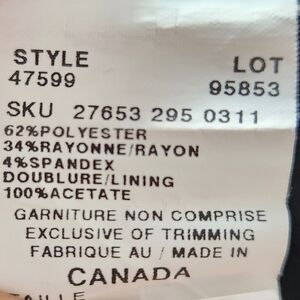 STYLE LOT
47599 95853
SKU 27653 295 0311
62%POLYESTER
34%RAYONNE/RAYON
4%SPANDEX
DOUBLURE/LINING
100%ACETATE
GARNITURE NON COMPRISE
EXCLUSIVE OF TRIMMING
FABRIQUE AU / MADE IN
CANADA
TAILLE